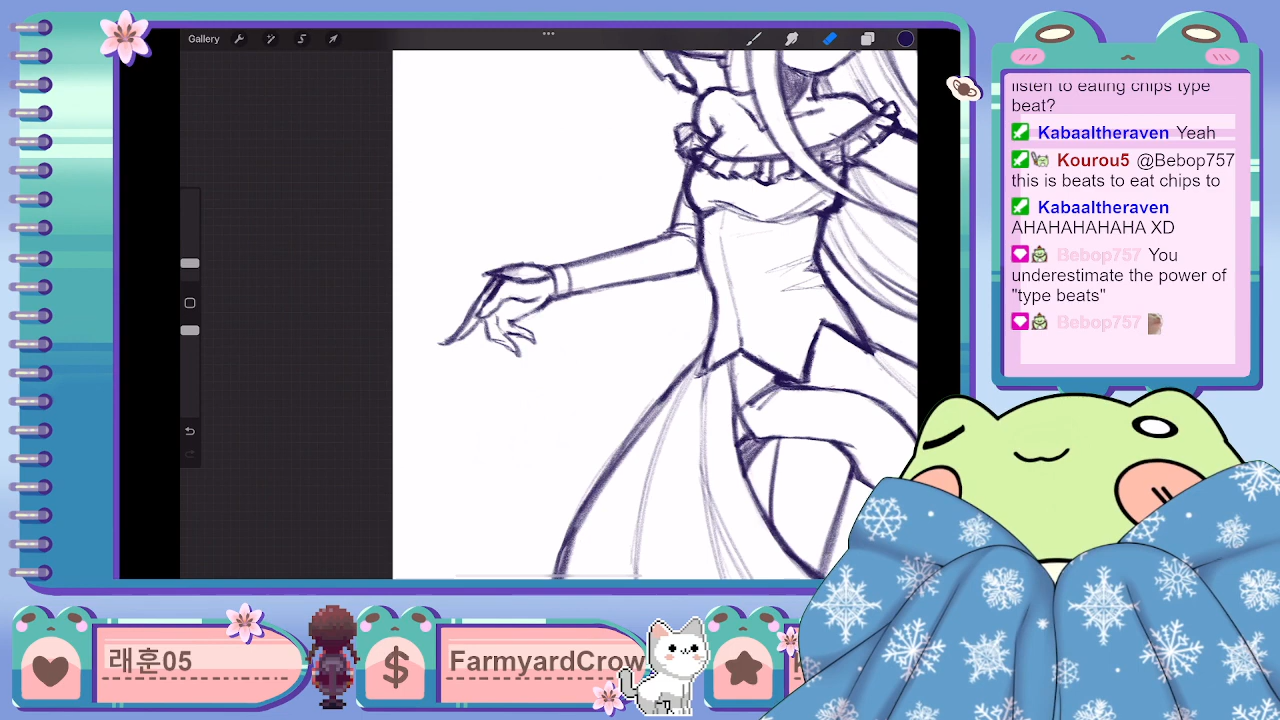 Gallery
listen to eating chips type
beat?
Kabaaltheraven Yeah
Kourou5 @Bebop757
this is beats to eat chips to
Kabaaltheraven
AHAHAHAHAHA XD
Bebop757 You
underestimate the power of
"type beats"
Bebop757
래훈05
FarmyardCrow